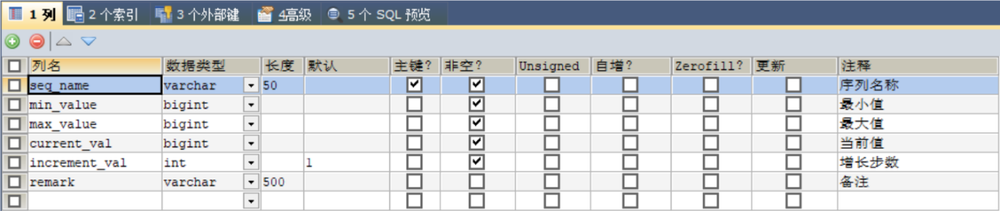 1 列 2 个索引 3 个外部键 4高级 5 个 SQL 预览
列名 数据类型 长度 默认 主键? 非空? Unsigned 自增? Zerofill? 更新 注释
seq_name varchar 50 序列名称
min_value bigint 最小值
max_value bigint 最大值
current_val bigint 当前值
increment_val int 1 增长步数
remark varchar 500 备注